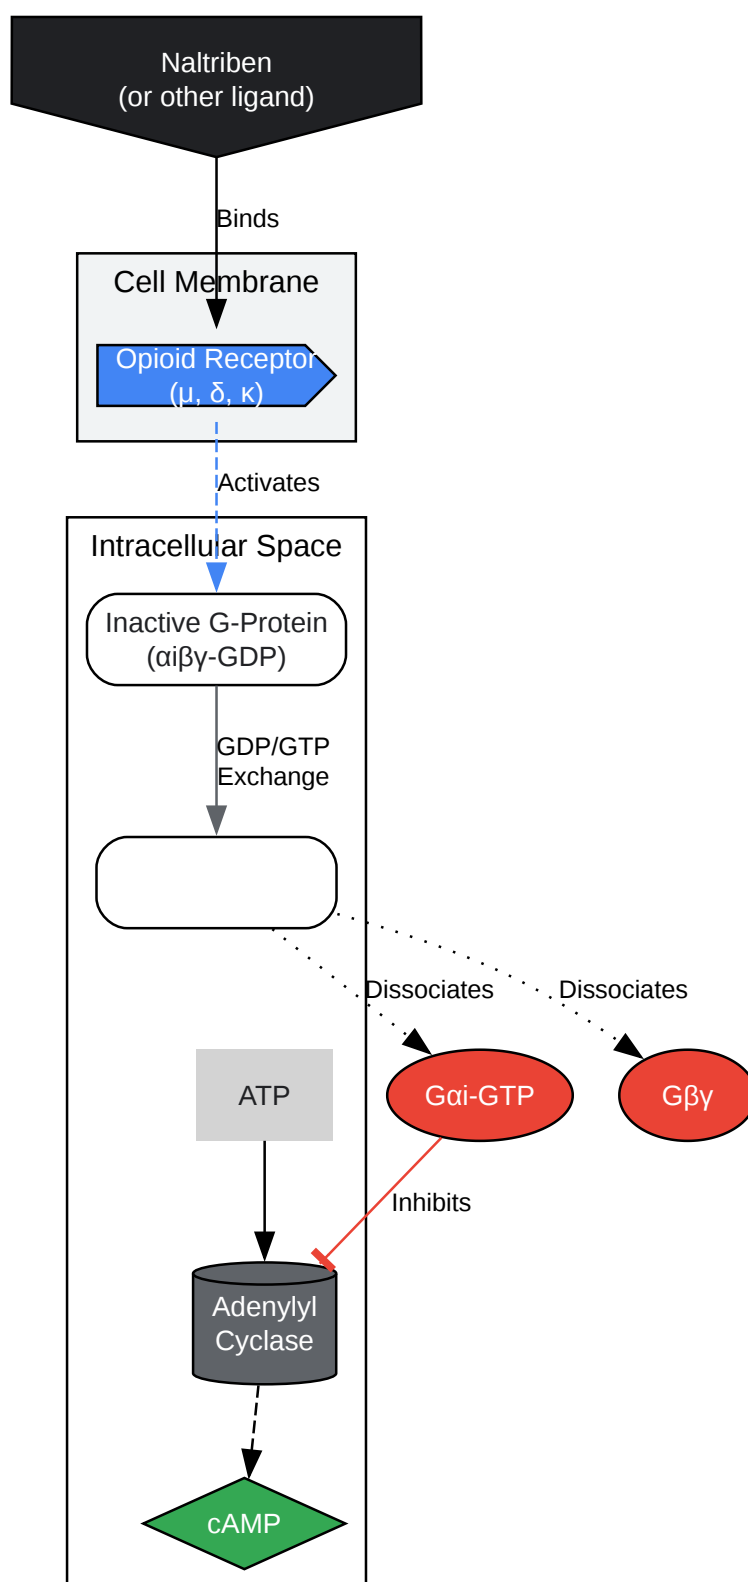 Naltriben
(or other ligand)
Binds
Cell Membrane
Opioid Receptor
(μ, δ, κ)
Activates
Intracellular Space
Inactive G-Protein
(αiβγ-GDP)
GDP/GTP
Exchange
Dissociates
Dissociates
ATP
Gαi-GTP
Gβγ
Inhibits
Adenylyl
Cyclase
cAMP